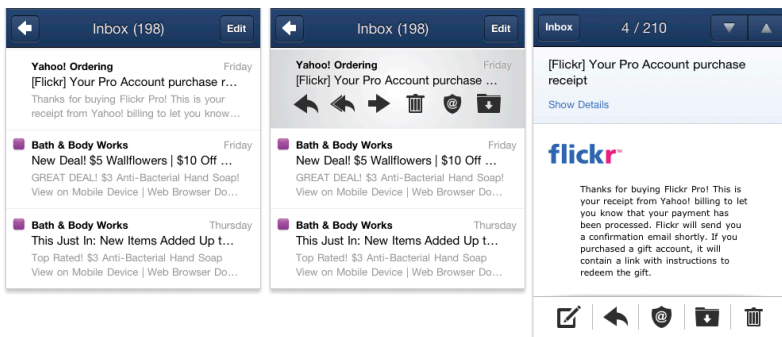 Inbox (198)
Edit
Yahoo! Ordering Friday
[Flickr] Your Pro Account purchase r...
Thanks for buying Flickr Pro! This is your
receipt from Yahoo! billing to let you know...
Bath & Body Works Friday
New Deal! $5 Wallflowers | $10 Off ...
GREAT DEAL! $3 Anti-Bacterial Hand Soap!
View on Mobile Device | Web Browser Do...
Bath & Body Works Thursday
This Just In: New Items Added Up t...
Top Rated! $3 Anti-Bacterial Hand Soap
View on Mobile Device | Web Browser Do...
Inbox (198)
Edit
Yahoo! Ordering Friday
[Flickr] Your Pro Account purchase ...
@
Bath & Body Works Friday
New Deal! $5 Wallflowers | $10 Off ...
GREAT DEAL! $3 Anti-Bacterial Hand Soap!
View on Mobile Device | Web Browser Do...
Bath & Body Works Thursday
This Just In: New Items Added Up t...
Top Rated! $3 Anti-Bacterial Hand Soap
View on Mobile Device | Web Browser Do...
Inbox
4 / 210
[Flickr] Your Pro Account purchase
receipt
Show Details
flickr™
Thanks for buying Flickr Pro! This is
your receipt from Yahoo! billing to let
you know that your payment has
been processed. Flickr will send you
a confirmation email shortly. If you
purchased a gift account, it will
contain a link with instructions to
redeem the gift.
@